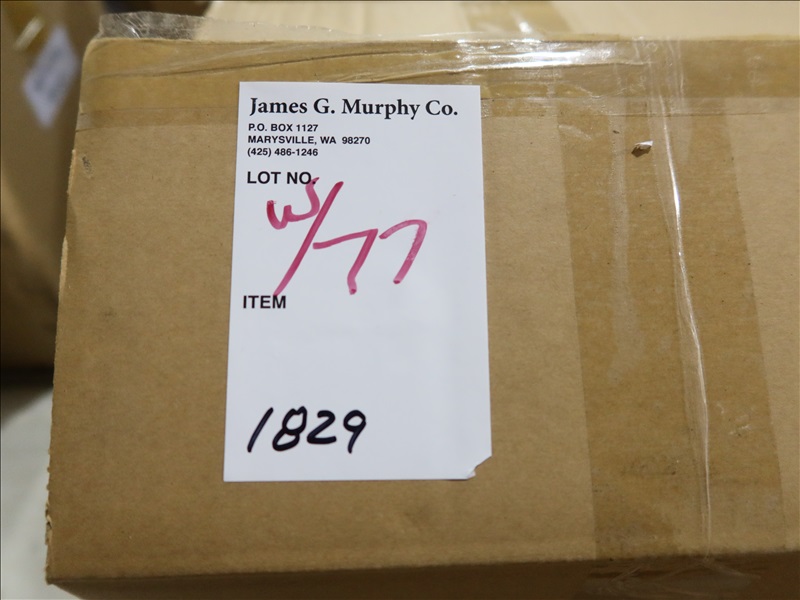 James G. Murphy Co.
P.O. BOX 1127
MARYSVILLE, WA 98270
(425) 486-1246
LOT NO.
W/77
ITEM
1829